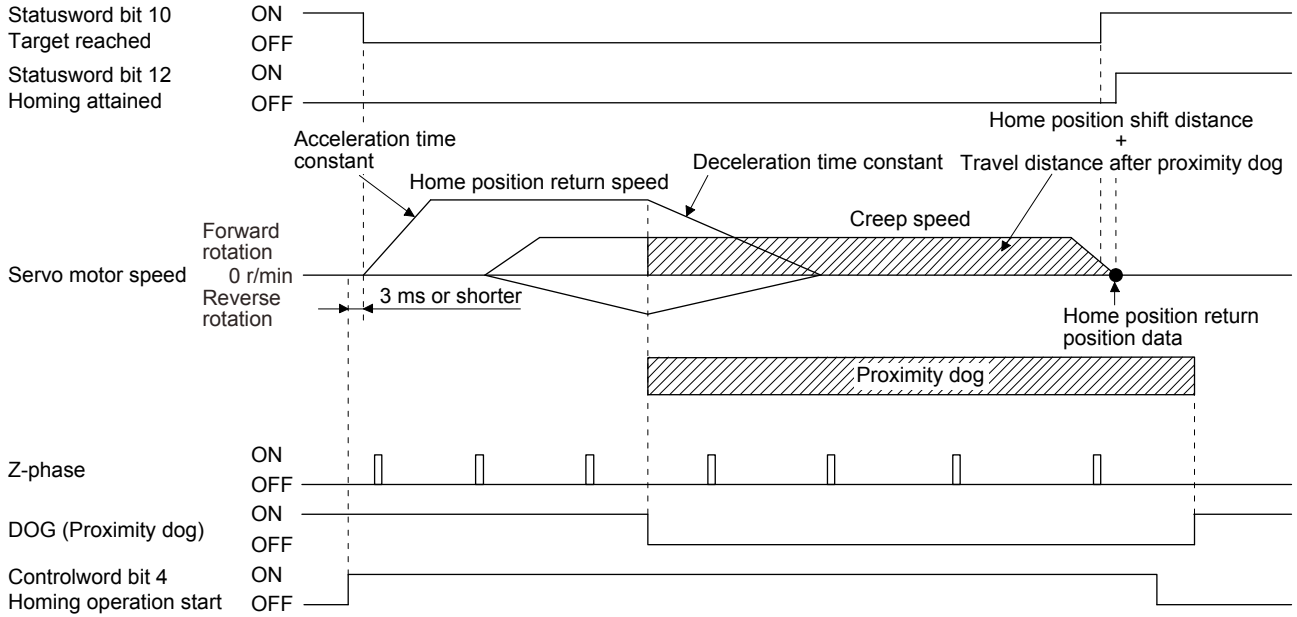 Statusword bit 10
Target reached
ON
OFF
Statusword bit 12
Homing attained
ON
OFF
Home position shift distance
+
Travel distance after proximity dog
Acceleration time
constant
Deceleration time constant
Home position return speed
Creep speed
Forward
rotation
Servo motor speed
0 r/min
Reverse
rotation
3 ms or shorter
Home position return
position data
Proximity dog
Z-phase
ON
OFF
DOG (Proximity dog)
ON
OFF
Controlword bit 4
Homing operation start
ON
OFF